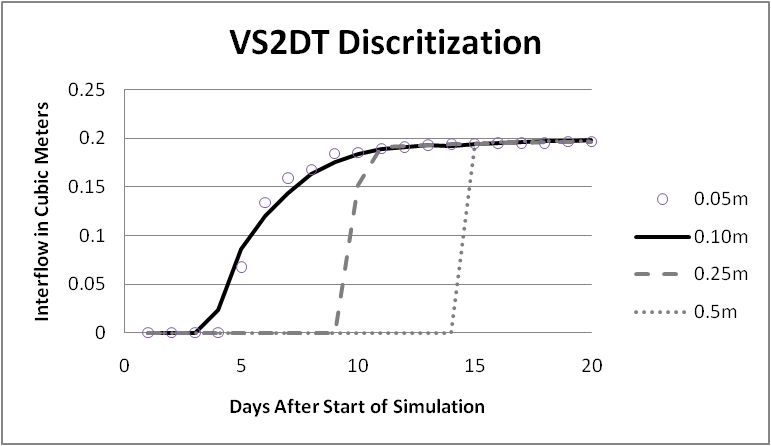 VS2DT Discritization
0.25
0.2
0.15
0.1
0.05
0
0 5 10 15 20
Interflow in Cubic Meters
Days After Start of Simulation
0.05m
0.10m
0.25m
0.5m